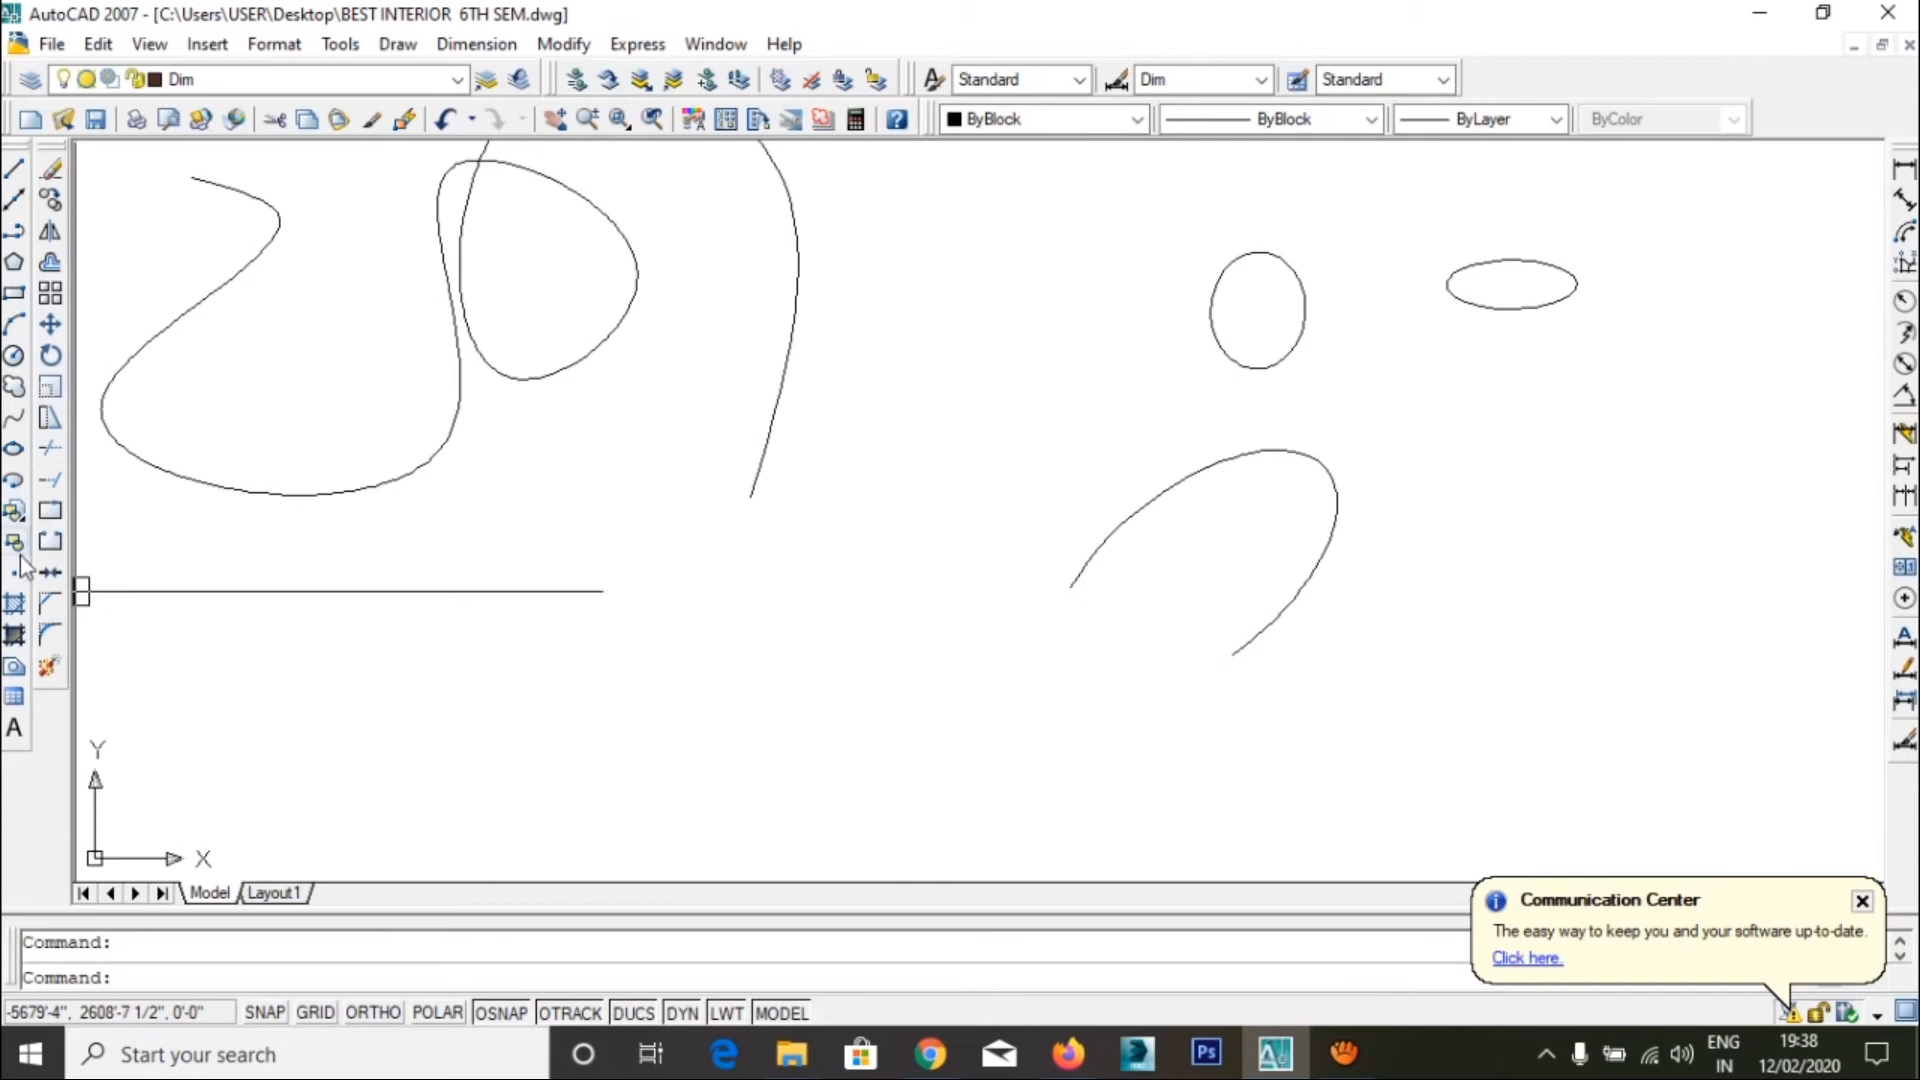 AutoCAD 2007 - [C:\Users\USER\Desktop\BEST INTERIOR  6TH SEM.dwg]
File Edit View Insert Format Tools Draw Dimension Modify Express Window Help
Dim Standard Dim Standard
ByBlock ByBlock ByLayer ByColor
A
Y
X
Model Layout1
Communication Center
The easy way to keep you and your software up-to-date.
Click here.
Command:
Command:
-5679'-4", 2608'-7 1/2", 0'-0" SNAP GRID ORTHO POLAR OSNAP OTRACK DUCS DYN LWT MODEL
Start your search
Ps
ENG
IN
19:38
12/02/2020